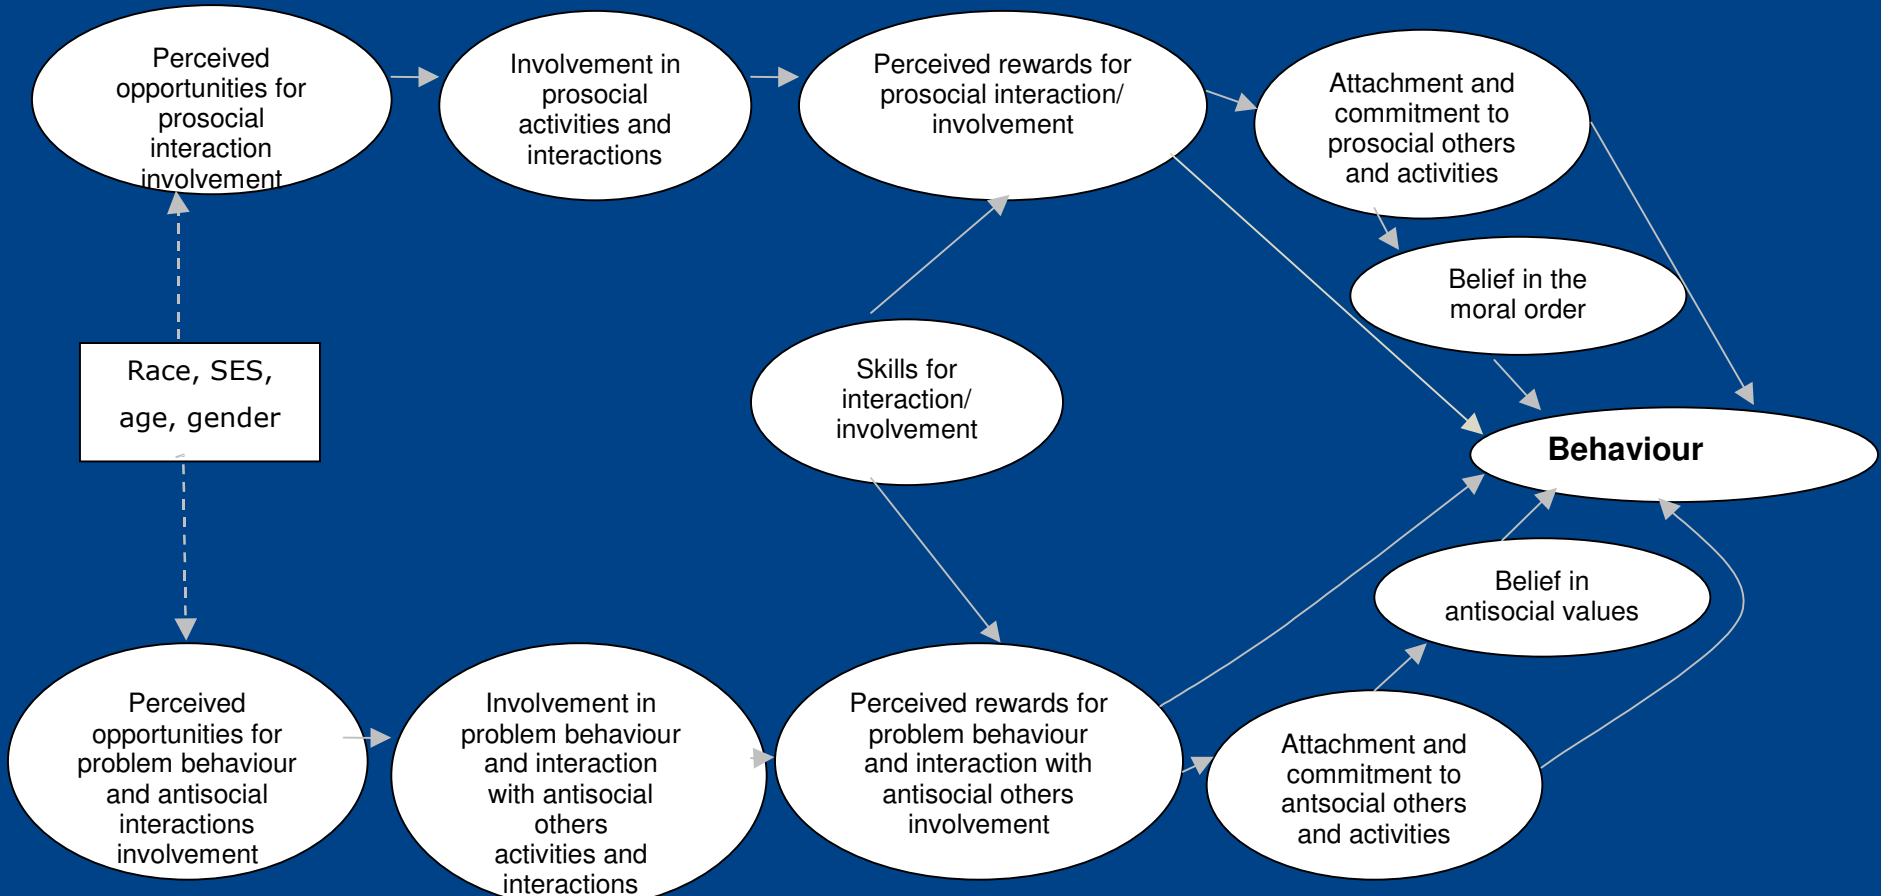 Perceived
opportunities for
prosocial
interaction
involvement
Involvement in
prosocial
activities and
interactions
Perceived rewards for
prosocial interaction/
involvement
Attachment and
commitment to
prosocial others
and activities
Belief in the
moral order
Race, SES,
age, gender
Skills for
interaction/
involvement
Behaviour
Belief in
antisocial values
Perceived
opportunities for
problem behaviour
and antisocial
interactions
involvement
Involvement in
problem behaviour
and interaction
with antisocial
others
activities and
interactions
Perceived rewards for
problem behaviour
and interaction with
antisocial others
involvement
Attachment and
commitment to
antsocial others
and activities